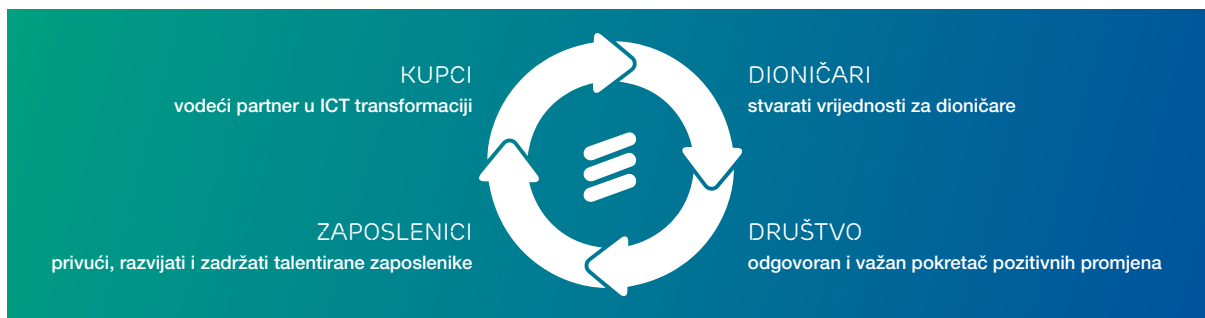 KUPCI
vodeći partner u ICT transformaciji
DIONIČARI
stvarati vrijednosti za dioničare
ZAPOSLENICI
privući, razvijati i zadržati talentirane zaposlenike
DRUŠTVO
odgovoran i važan pokretač pozitivnih promjena